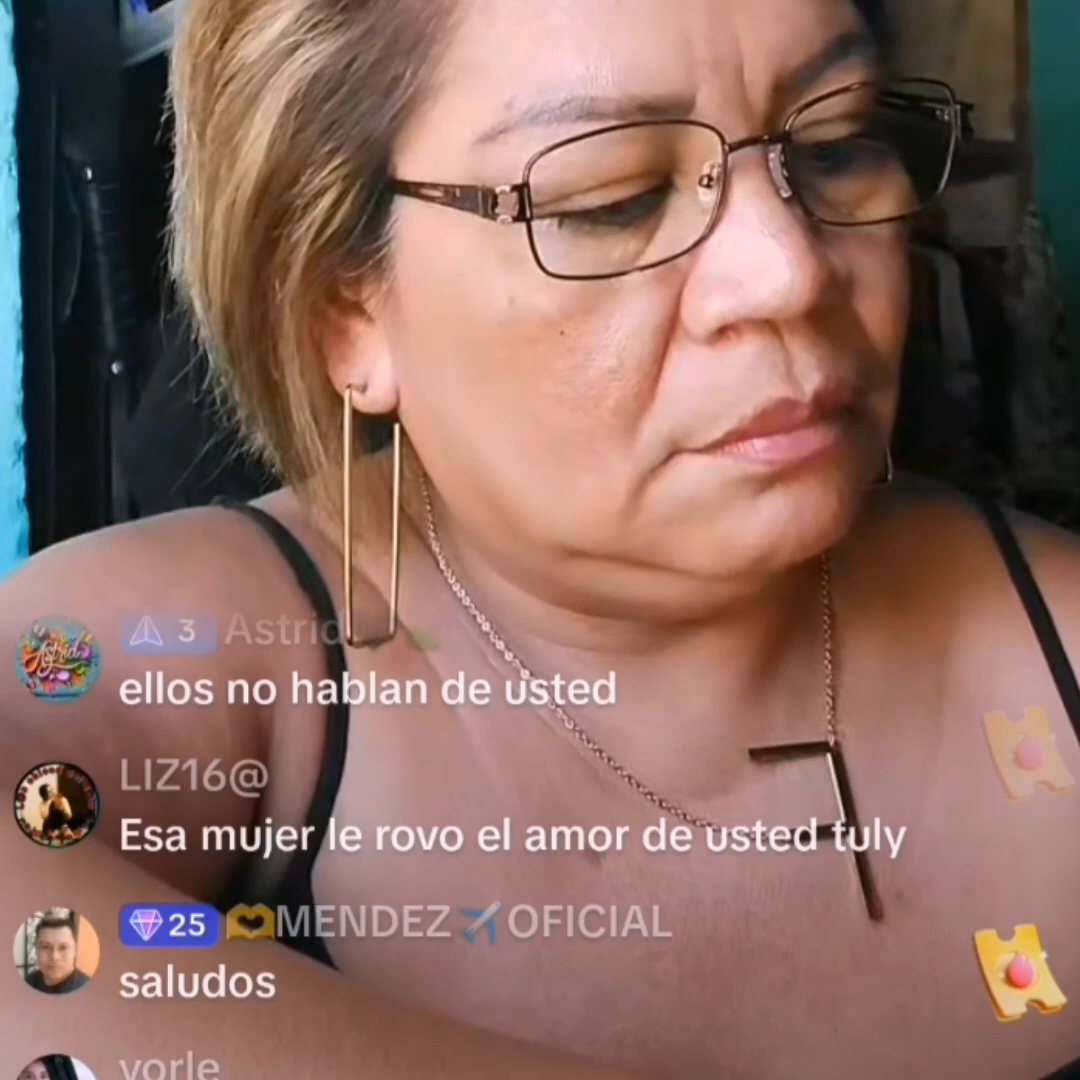 3 Astrid
ellos no hablan de usted
LIZ16@
Esa mujer le rovo el amor de usted tuly
25 MENDEZ OFICIAL
saludos
yorle